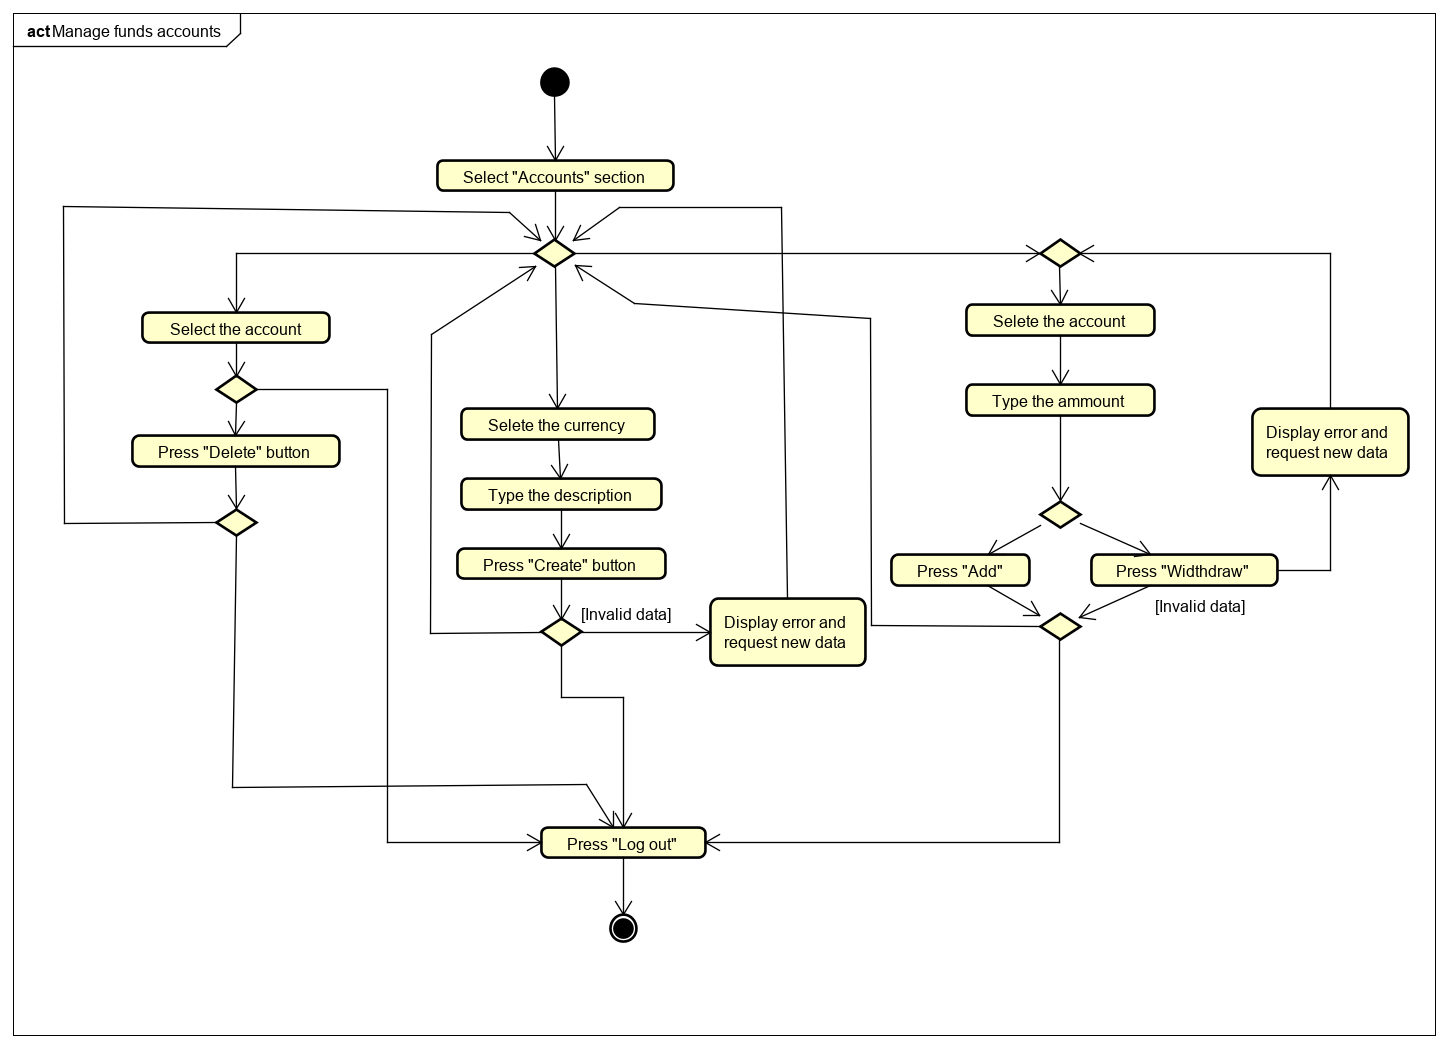 act Manage funds accounts
Select "Accounts" section
Select the account
Selete the account
Type the ammount
Selete the currency
Display error and
request new data
Press "Delete" button
Type the description
Press "Create" button
Press "Add"
Press "Widthdraw"
[Invalid data]
[Invalid data]
Display error and
request new data
Press "Log out"